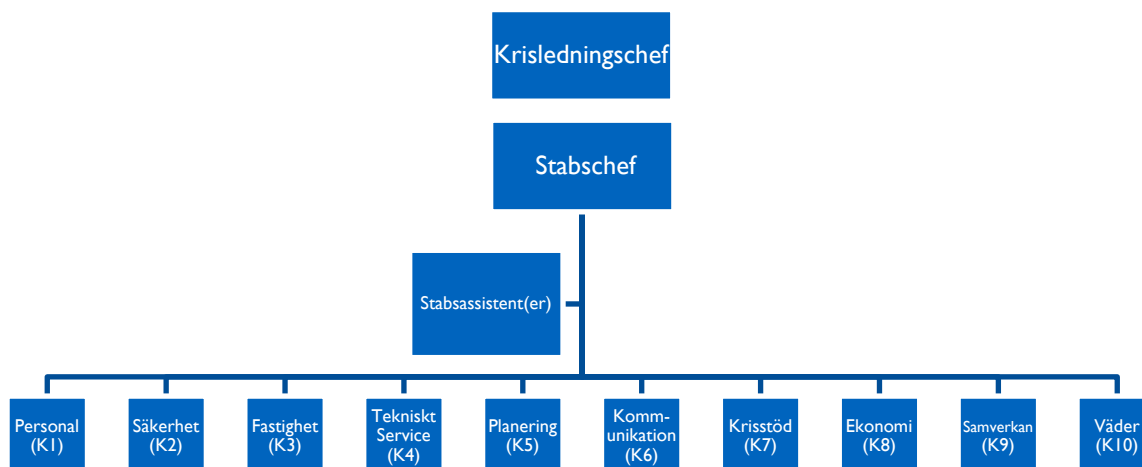 Krisledningschef
Stabschef
Stabsassistent(er)
Personal
(K1)
Säkerhet
(K2)
Fastighet
(K3)
Tekniskt
Service
(K4)
Planering
(K5)
Komm-
unikation
(K6)
Krisstöd
(K7)
Ekonomi
(K8)
Samverkan
(K9)
Väder
(K10)